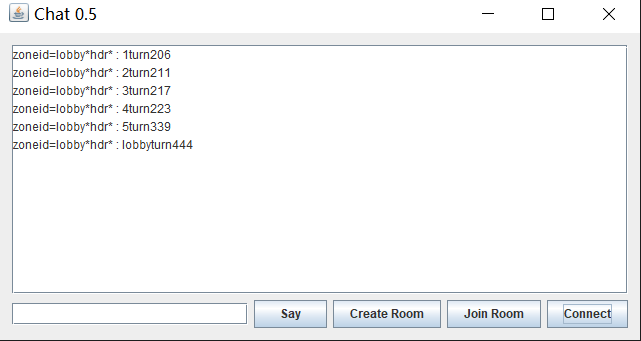 Chat 0.5
zoneid=lobby*hdr* : 1turn206
zoneid=lobby*hdr* : 2turn211
zoneid=lobby*hdr* : 3turn217
zoneid=lobby*hdr* : 4turn223
zoneid=lobby*hdr* : 5turn339
zoneid=lobby*hdr* : lobbyturn444
Say Create Room Join Room Connect